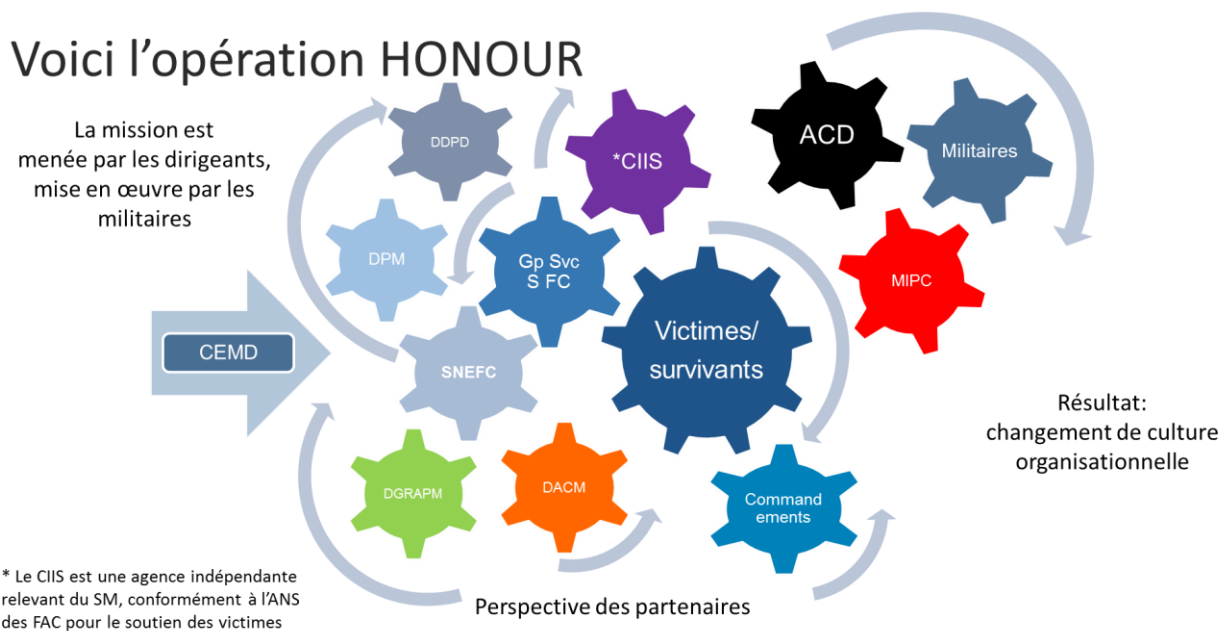 Voici l’opération HONOUR
La mission est
menée par les dirigeants,
mise en œuvre par les
militaires
DDPD
*CIIS
ACD
Militaires
DPM
Gp Svc
S FC
MIPC
CEMD
SNEFC
Victimes/
survivants
Résultat:
changement de culture
organisationnelle
DGRAPM
DACM
Command
ements
* Le CIIS est une agence indépendante
relevant du SM, conformément à l’ANS
des FAC pour le soutien des victimes
Perspective des partenaires